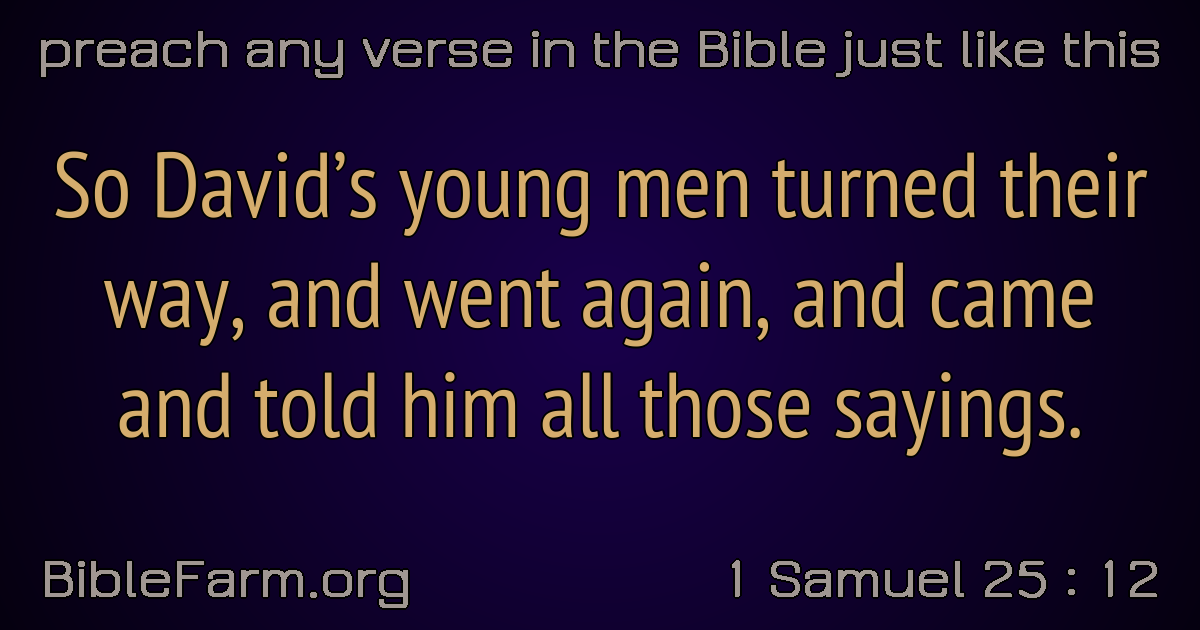 preach any verse in the Bible just like this
So David’s young men turned their
way, and went again, and came
and told him all those sayings.
BibleFarm.org
1 Samuel 25 : 12